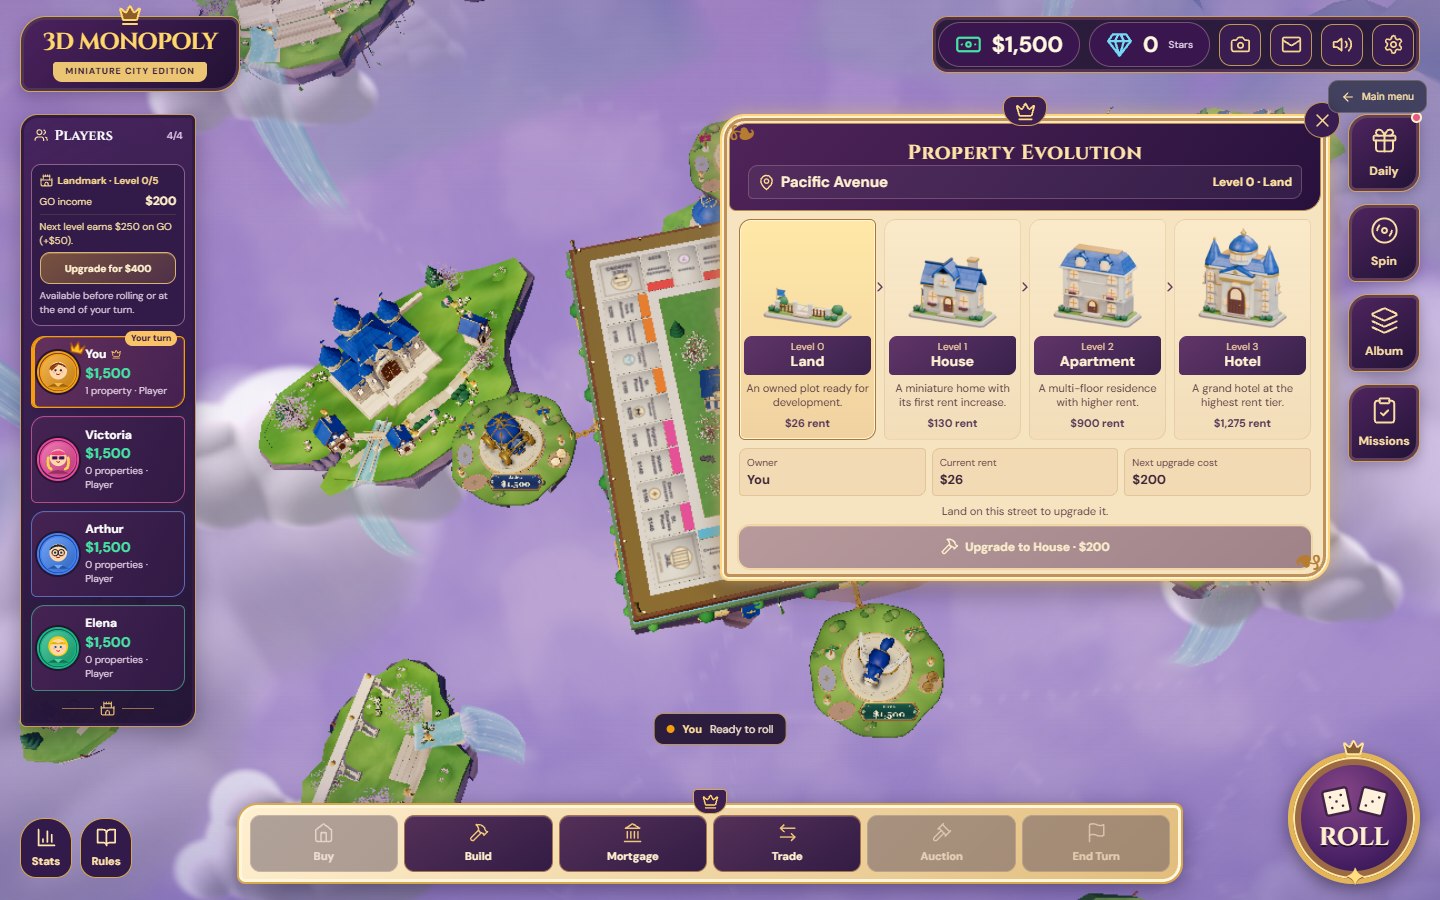 3D MONOPOLY
MINIATURE CITY EDITION
$1,500
0 Stars
Main menu
PLAYERS 4/4
Landmark · Level 0/5
GO income $200
Next level earns $250 on GO
(+$50).
Upgrade for $400
Available before rolling or at
the end of your turn.
Your turn
You
$1,500
1 property · Player
Victoria
$1,500
0 properties ·
Player
Arthur
$1,500
0 properties ·
Player
Elena
$1,500
0 properties ·
Player
PROPERTY EVOLUTION
Pacific Avenue Level 0 · Land
Level 0
Land
An owned plot ready for
development.
$26 rent
Level 1
House
A miniature home with
its first rent increase.
$130 rent
Level 2
Apartment
A multi-floor residence
with higher rent.
$900 rent
Level 3
Hotel
A grand hotel at the
highest rent tier.
$1,275 rent
Owner
You
Current rent
$26
Next upgrade cost
$200
Land on this street to upgrade it.
Upgrade to House · $200
Daily
Spin
Album
Missions
$1,500
$1,500
You Ready to roll
Stats
Rules
Buy
Build
Mortgage
Trade
Auction
End Turn
ROLL